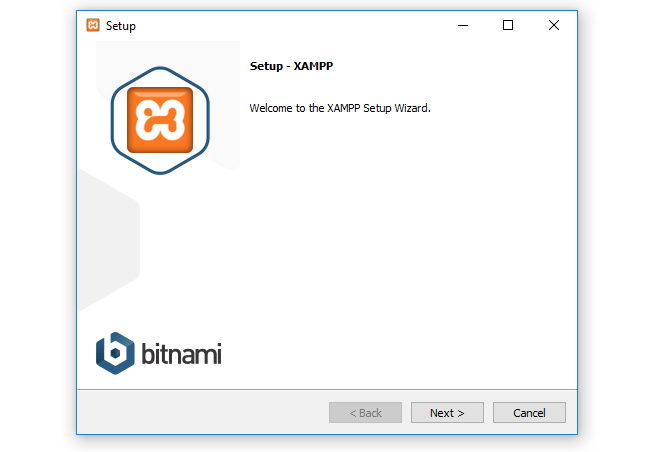 Setup
Setup - XAMPP
Welcome to the XAMPP Setup Wizard.
bitnami
< Back
Next >
Cancel